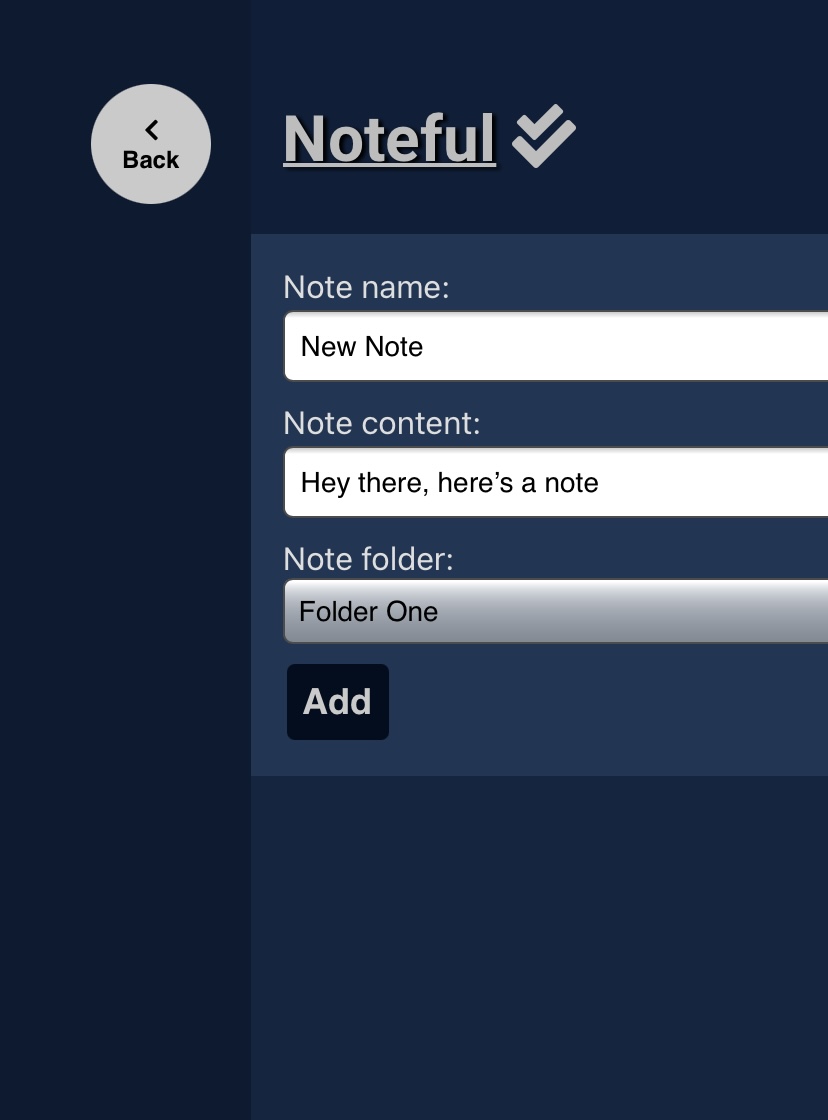 Back
Noteful
Note name:
New Note
Note content:
Hey there, here’s a note
Note folder:
Folder One
Add